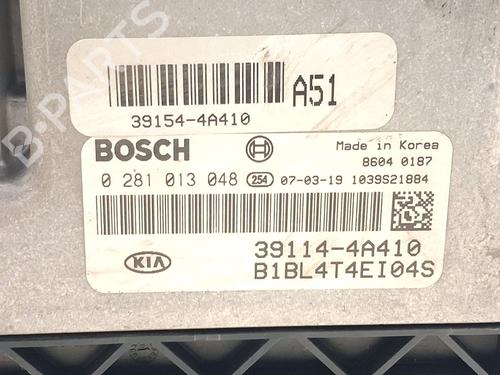 B-PARTS
39154-4A410
A51
BOSCH
Made in Korea
8604 0187
0 281 013 048 254 07-03-19 1039S21884
KIA
39114-4A410
B1BL4T4EI04S